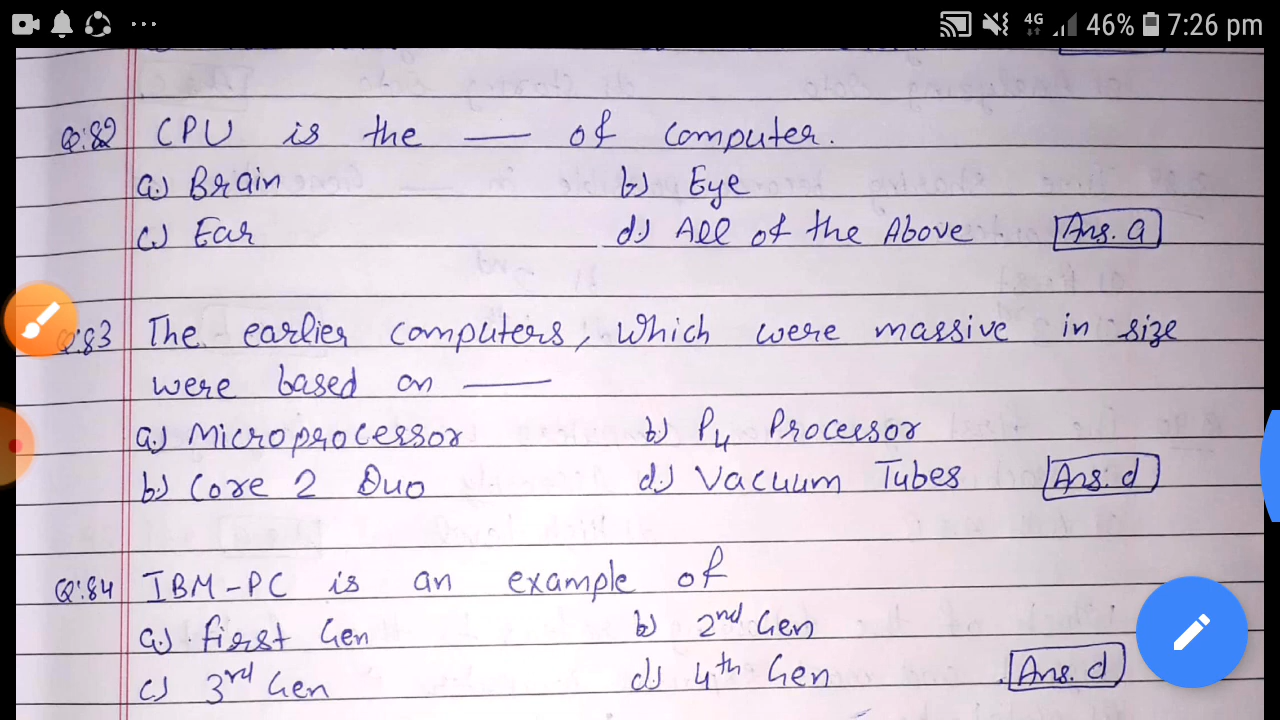 4G 46% 7:26 pm
Q:82 CPU is the — of computer.
a.) Brain b.) Eye
c.) Ear d.) All of the Above Ans. a
Q:83 The earlier computers, which were massive in size
were based on —
a.) Microprocessor b.) P4 Processor
b.) Core 2 Duo d.) Vacuum Tubes Ans. d
Q:84 IBM-PC is an example of
a.) first Gen b.) 2nd Gen
c.) 3rd Gen d.) 4th Gen Ans. d